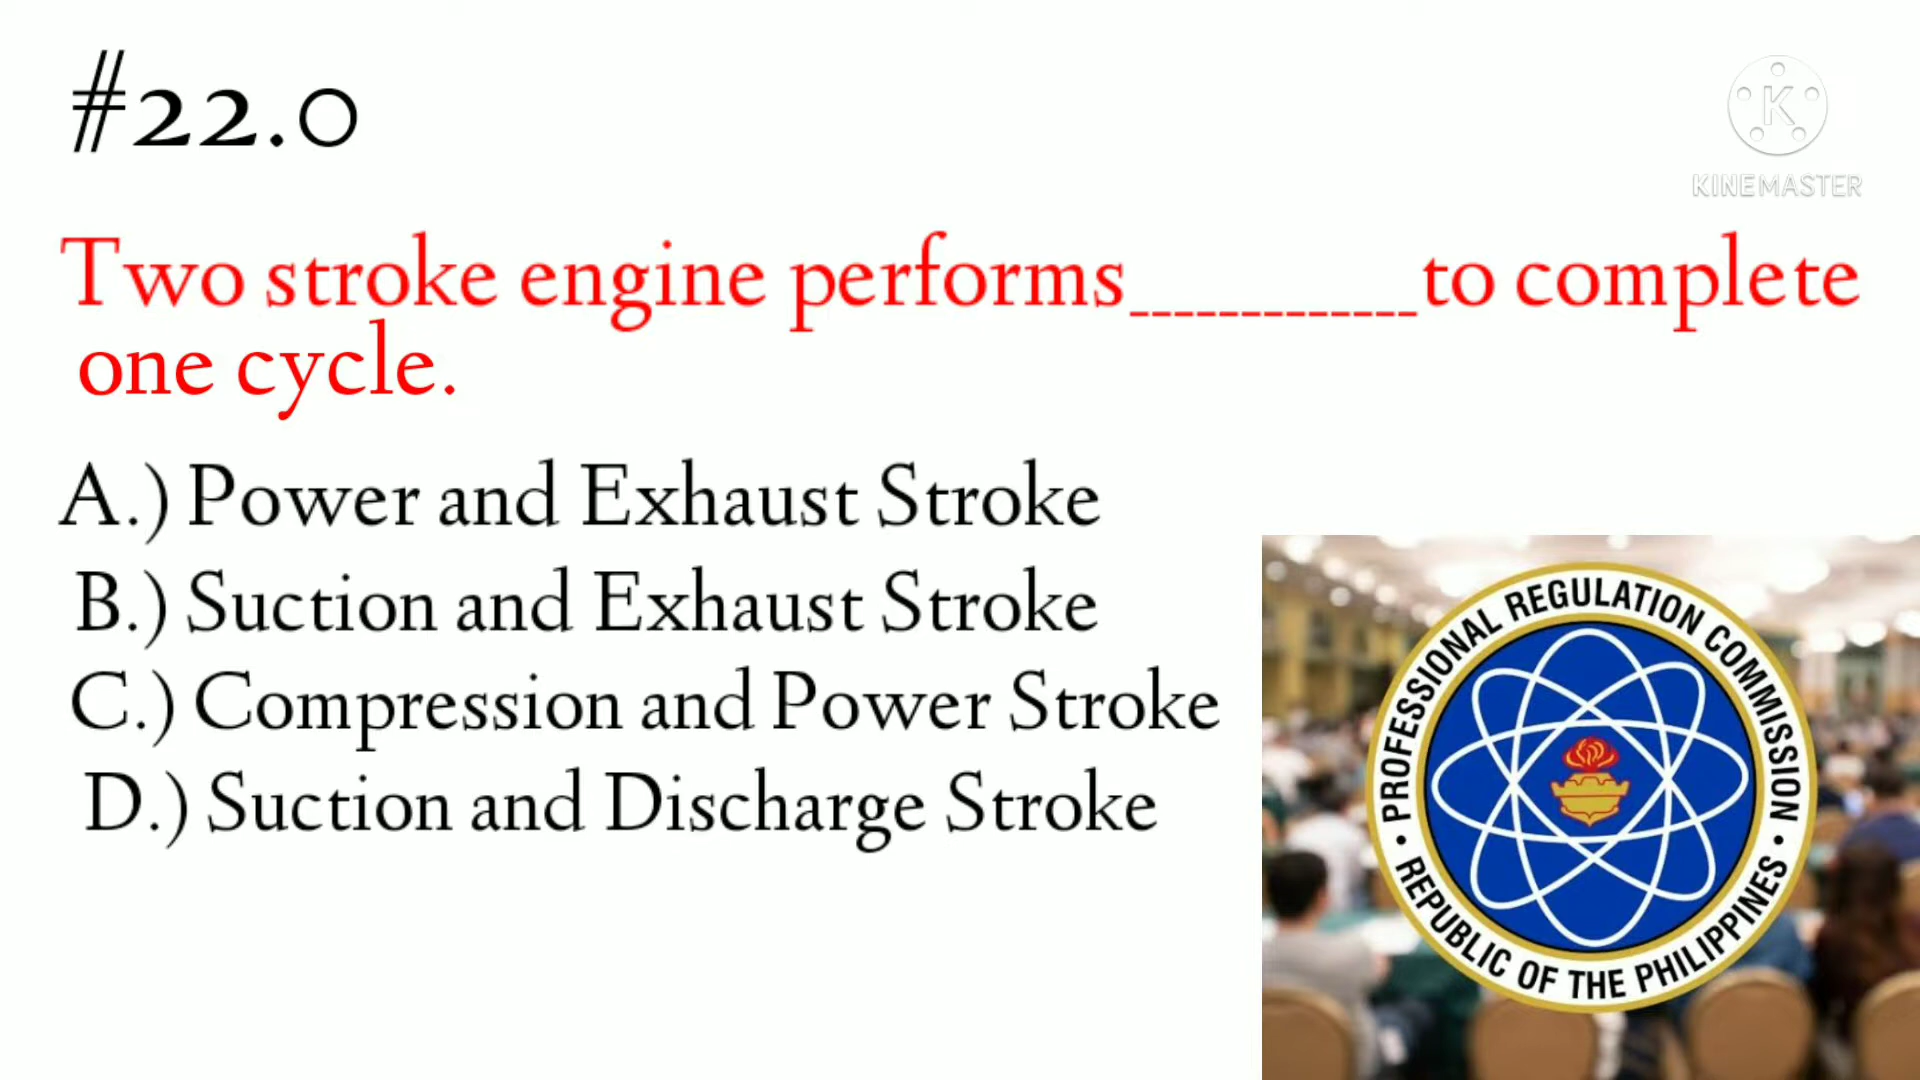 #22.0
KINEMASTER
Two stroke engine performs_____________to complete
one cycle.
A.) Power and Exhaust Stroke
B.) Suction and Exhaust Stroke
C.) Compression and Power Stroke
D.) Suction and Discharge Stroke
PROFESSIONAL REGULATION COMMISSION
• REPUBLIC OF THE PHILIPPINES •